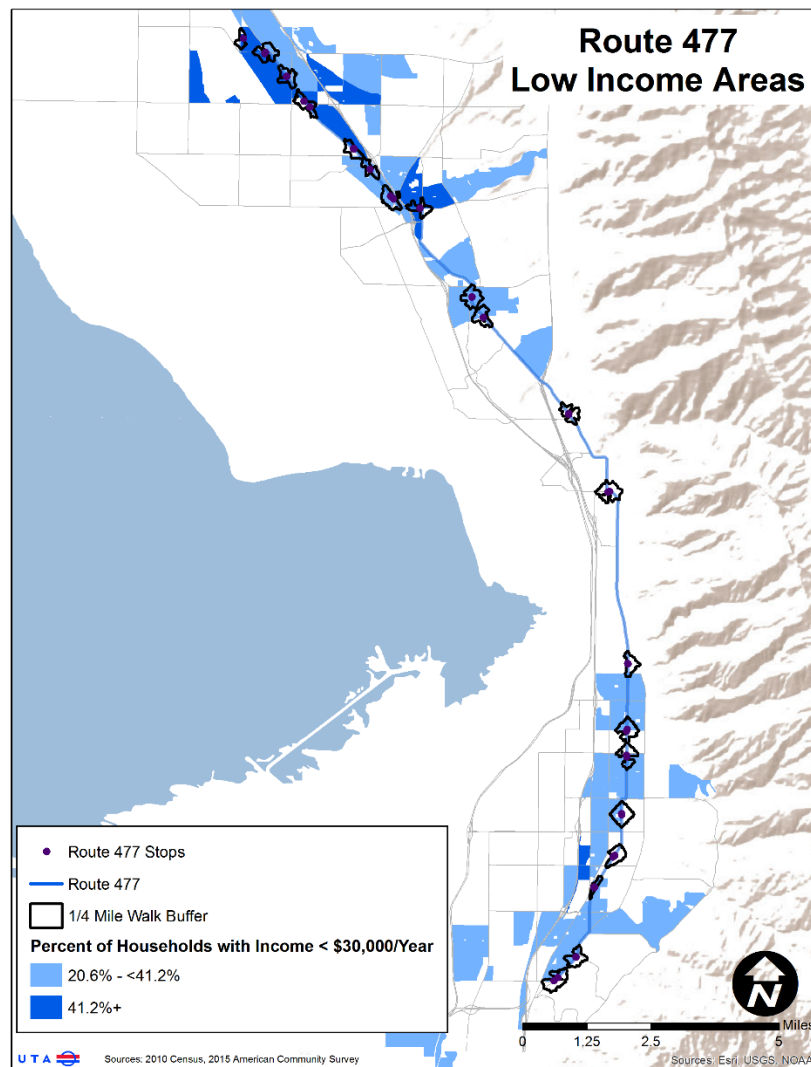 Route 477
Low Income Areas
Route 477 Stops
Route 477
1/4 Mile Walk Buffer
Percent of Households with Income < $30,000/Year
20.6% - <41.2%
41.2%+
N
Miles
0 1.25 2.5 5
UTA
Sources: 2010 Census, 2015 American Community Survey
Sources: Esri, USGS, NOAA